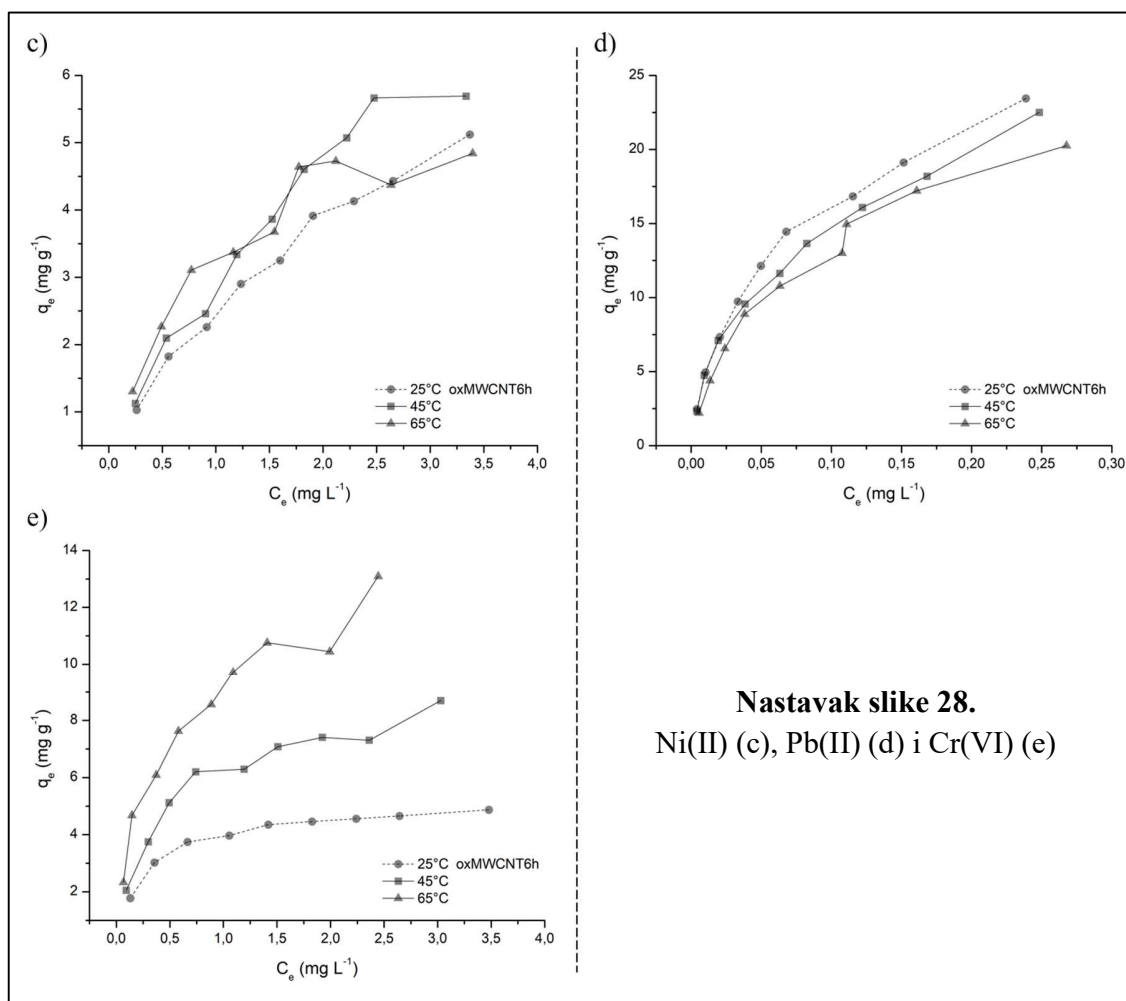 c)
6
5
4
3
2
1
qe (mg g-1)
25°C oxMWCNT6h
45°C
65°C
0,0 0,5 1,0 1,5 2,0 2,5 3,0 3,5 4,0
Ce (mg L-1)
d)
25
20
15
10
5
0
qe (mg g-1)
25°C oxMWCNT6h
45°C
65°C
0,00 0,05 0,10 0,15 0,20 0,25 0,30
Ce (mg L-1)
e)
14
12
10
8
6
4
2
qe (mg g-1)
25°C oxMWCNT6h
45°C
65°C
0,0 0,5 1,0 1,5 2,0 2,5 3,0 3,5 4,0
Ce (mg L-1)
Nastavak slike 28.
Ni(II) (c), Pb(II) (d) i Cr(VI) (e)